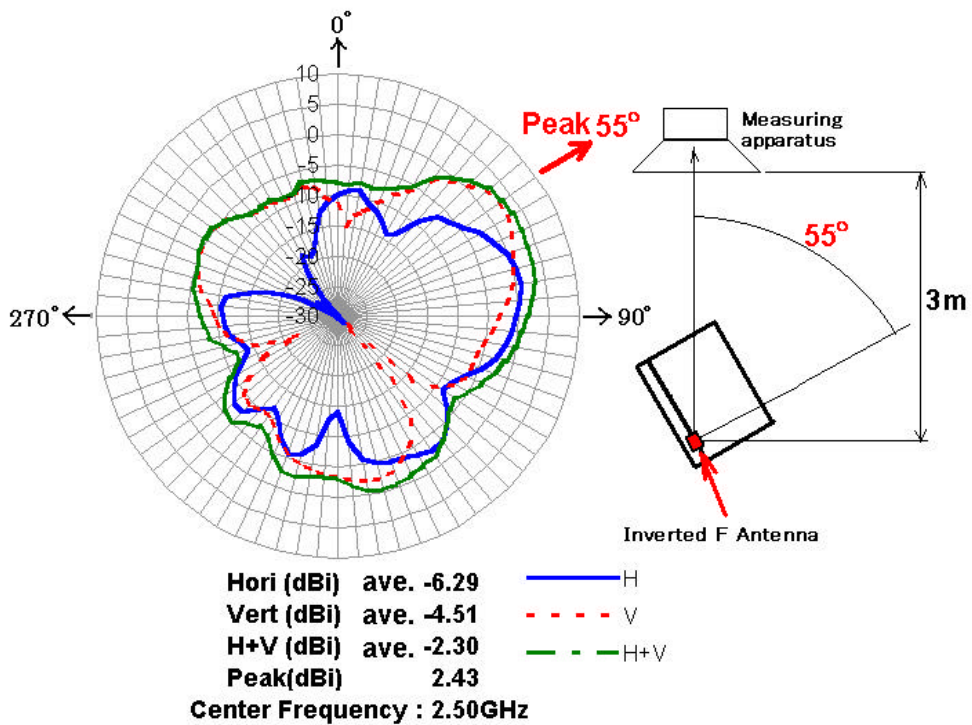 0°
10
5
0
-5
-10
-15
-20
-25
-30
270°
90°
Peak 55°
Measuring
apparatus
55°
3m
Inverted F Antenna
Hori (dBi) ave. -6.29
Vert (dBi) ave. -4.51
H+V (dBi) ave. -2.30
Peak(dBi) 2.43
Center Frequency : 2.50GHz
H
V
H+V